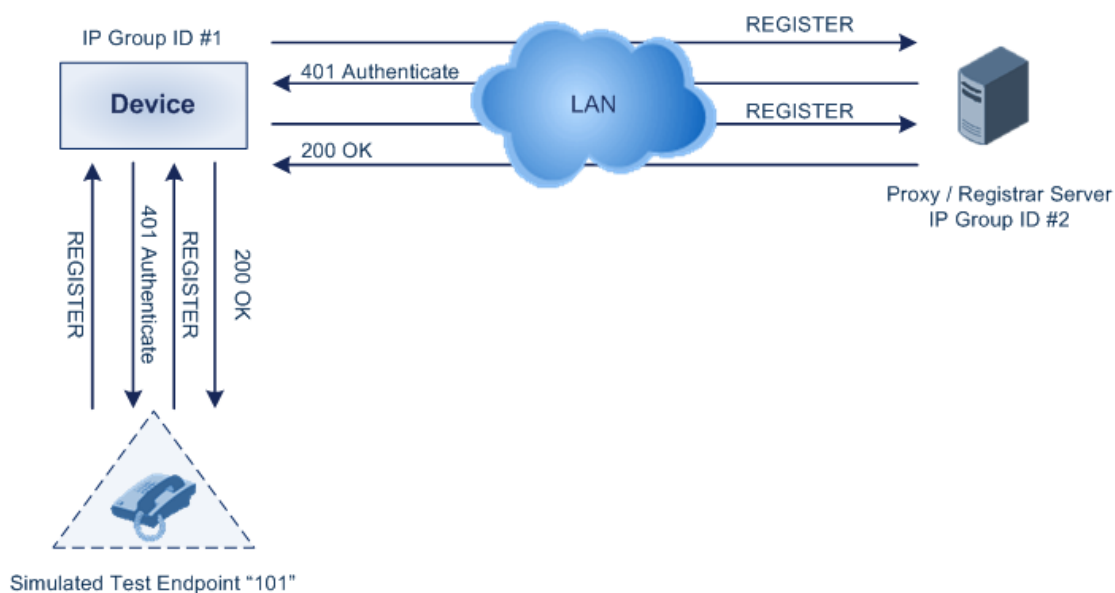 IP Group ID #1
REGISTER
401 Authenticate
Device
LAN
REGISTER
200 OK
Proxy / Registrar Server
IP Group ID #2
REGISTER
401 Authenticate
REGISTER
200 OK
Simulated Test Endpoint “101”